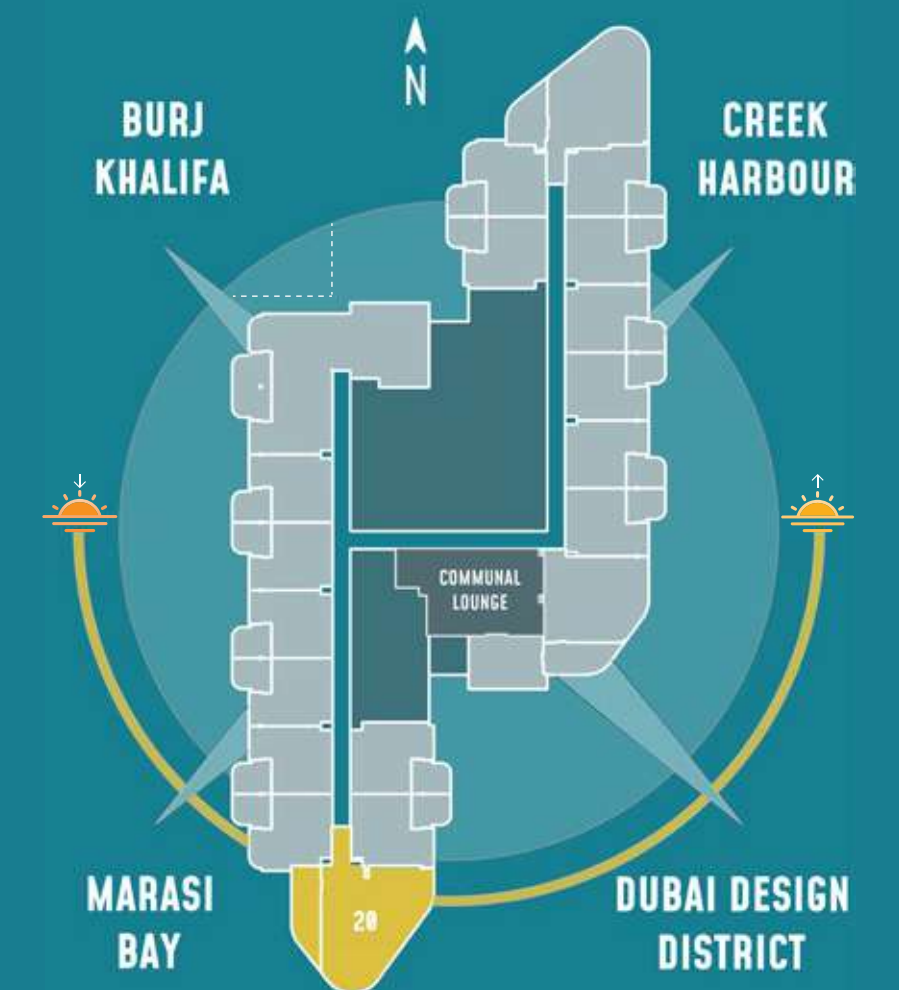 N
BURJ
KHALIFA
CREEK
HARBOUR
COMMUNAL
LOUNGE
MARASI
BAY
20
DUBAI DESIGN
DISTRICT